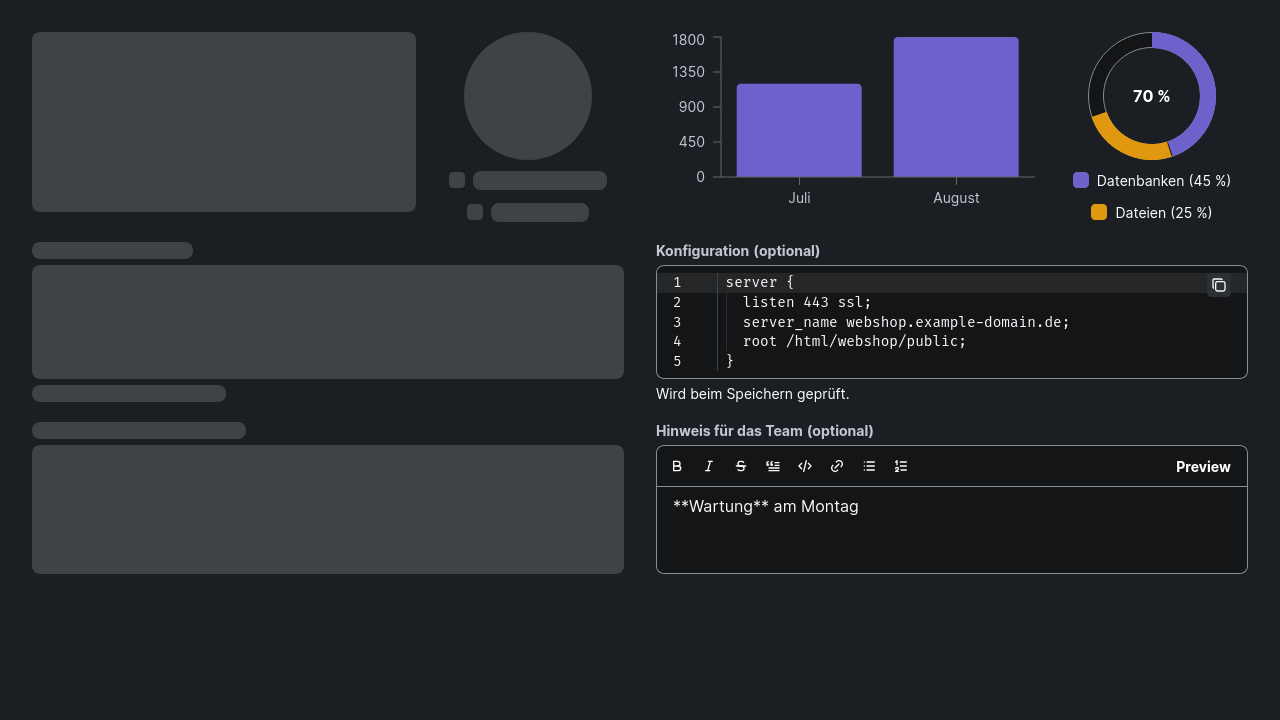 1800
1350
900
450
0
Juli
August
70 %
Datenbanken (45 %)
Dateien (25 %)
Konfiguration (optional)
1 server {
2 listen 443 ssl;
3 server_name webshop.example-domain.de;
4 root /html/webshop/public;
5 }
Wird beim Speichern geprüft.
Hinweis für das Team (optional)
Preview
**Wartung** am Montag